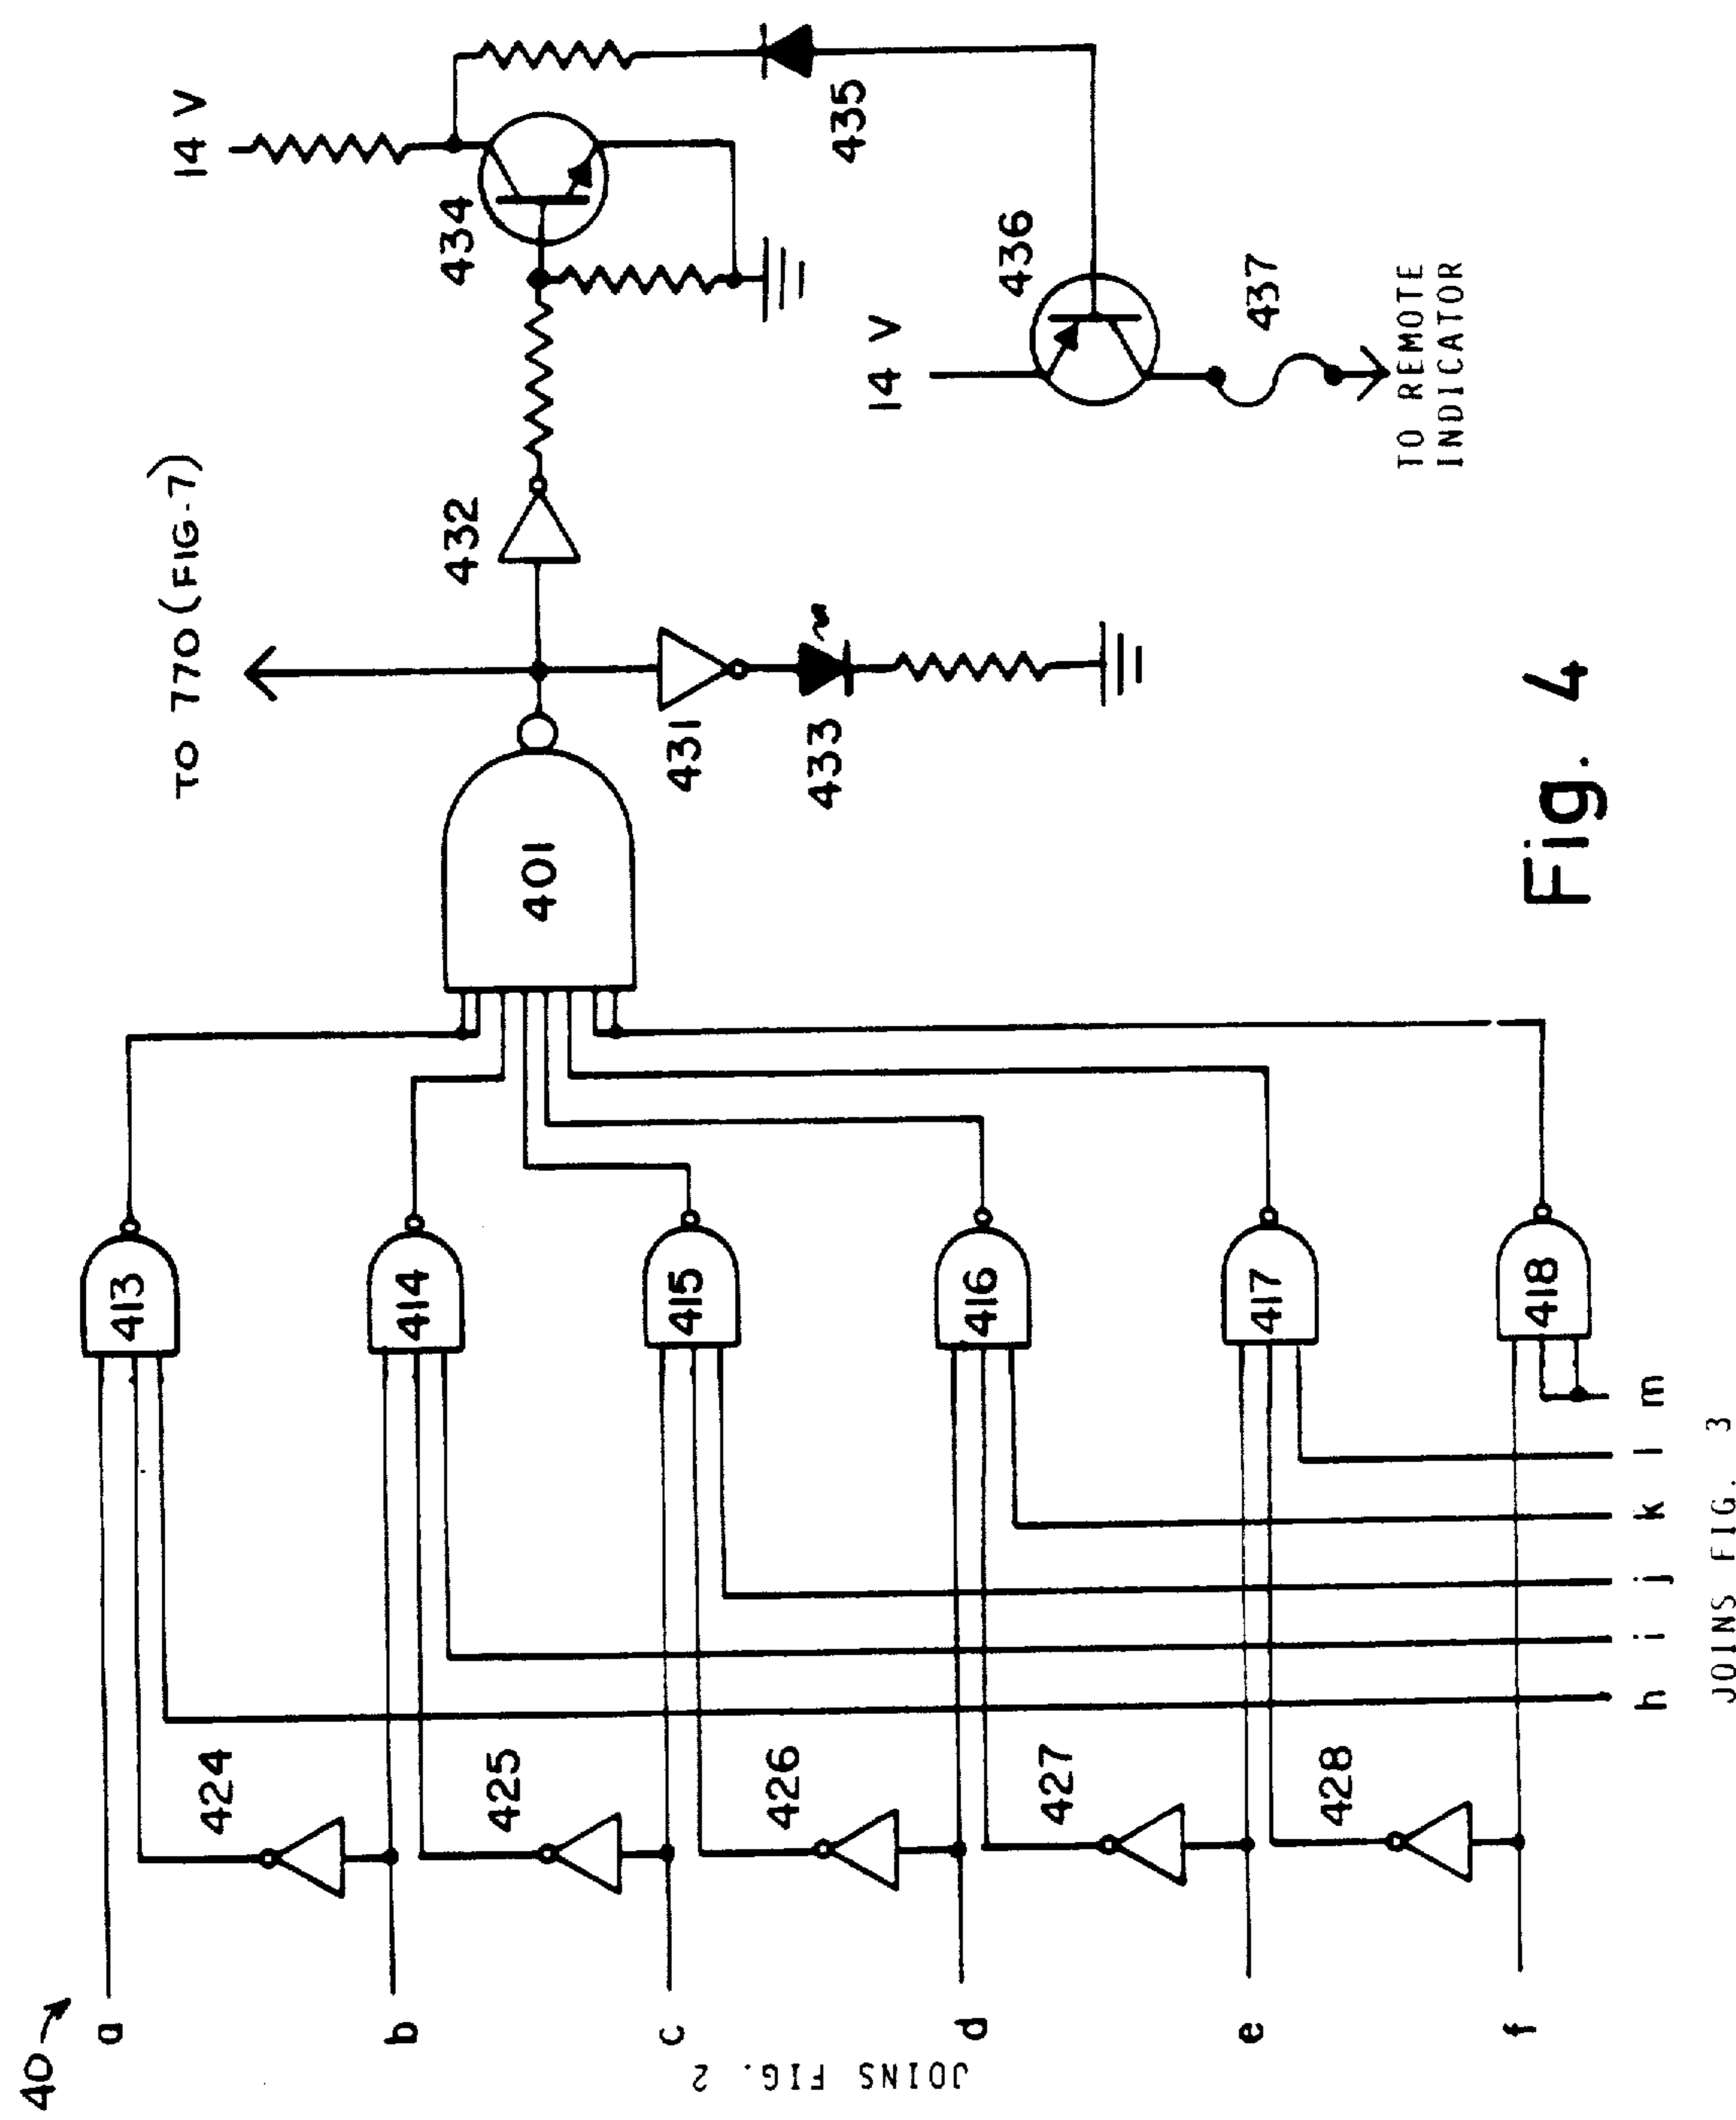 40
a
b
c
d
e
f
JOINS FIG. 2
424
425
426
427
428
h
i
j
k
l
m
JOINS FIG. 3
413
414
415
416
417
418
401
TO 770 (FIG-7)
431
432
433
434
14 V
435
14 V
436
437
TO REMOTE
INDICATOR
Fig. 4